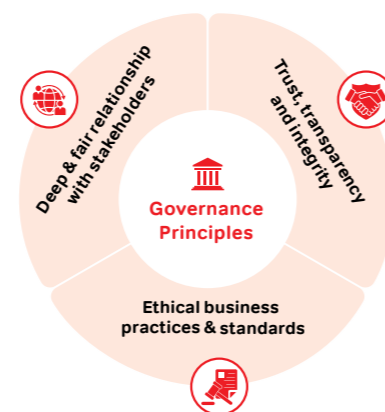 Deep & fair relationship
with stakeholders
Trust, transparency
and integrity
Governance
Principles
Ethical business
practices & standards